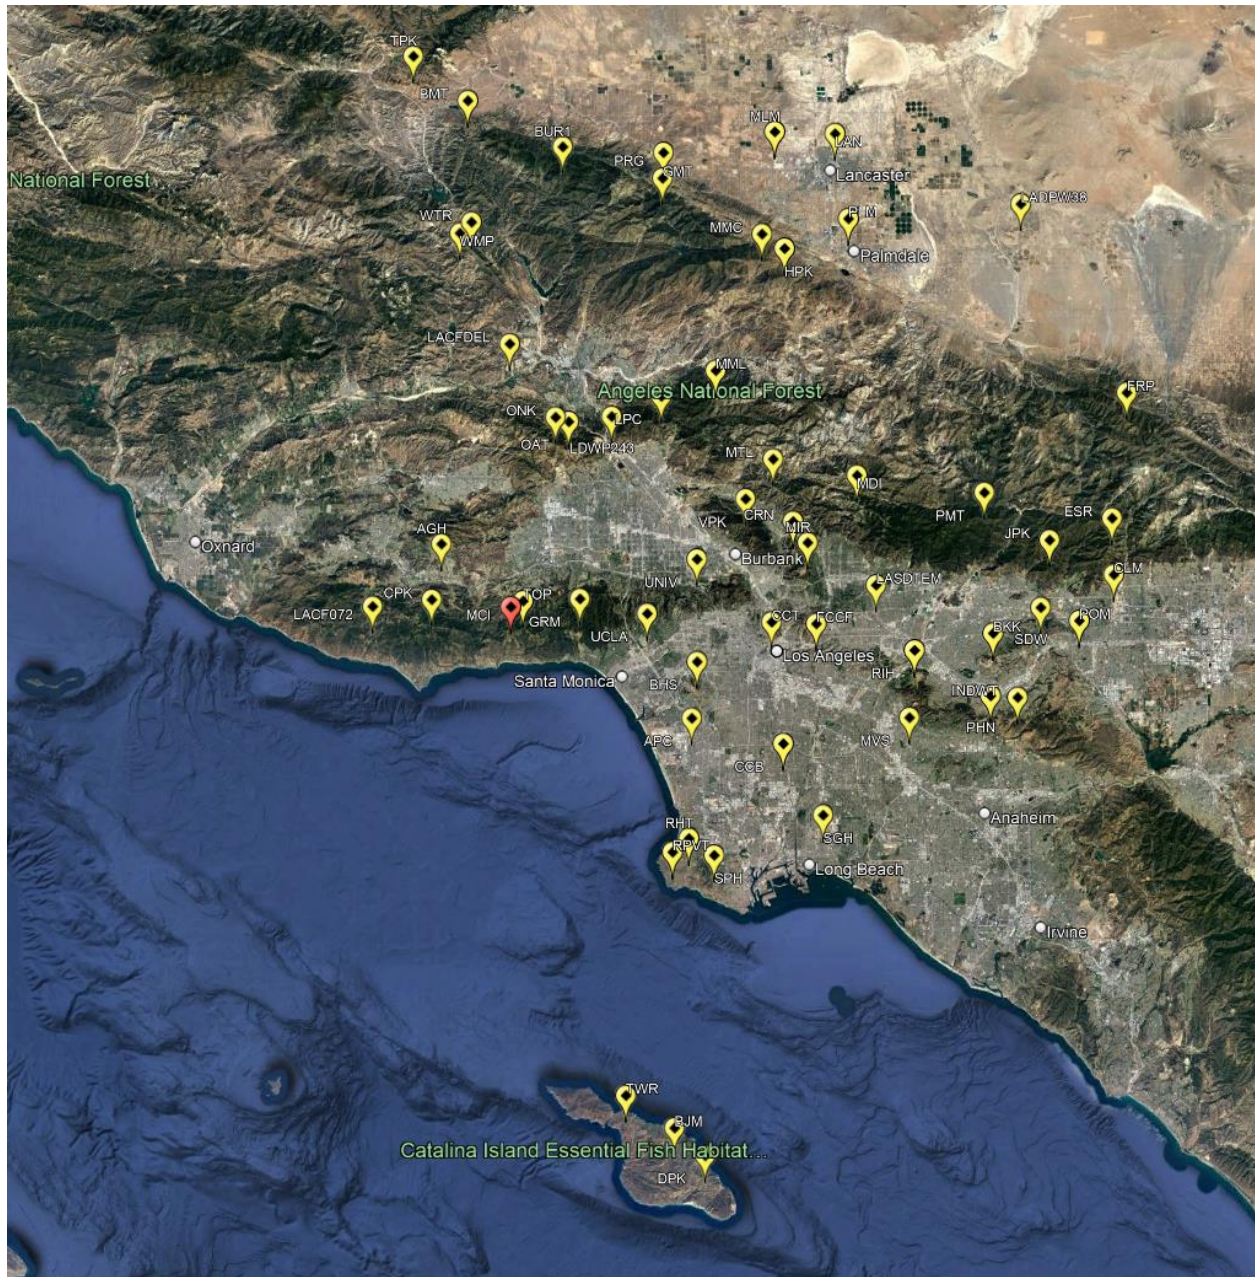 TPK
BMT
BUR1
PRG
GMT
MLM
LAN
Lancaster
National Forest
ADPW38
WTR
WMP
MMC
PLM
Palmdale
HPK
LACFDEL
MML
Angeles National Forest
FRP
ONK
LPC
OAT
LDWP243
MTL
MDI
CRN
PMT
ESR
VPK
MIR
JPK
Oxnard
AGH
Burbank
UNIV
LASDTEM
CLM
LACF072
CPK
MCI
TOP
GRM
UCLA
CCT
FCCF
POM
BKK
SDW
Los Angeles
Santa Monica
BHS
RIH
INDWT
PHN
APC
MVS
CCB
Anaheim
RHT
SGH
RPVT
SPH
Long Beach
Irvine
TWR
BJM
Catalina Island Essential Fish Habitat...
DPK